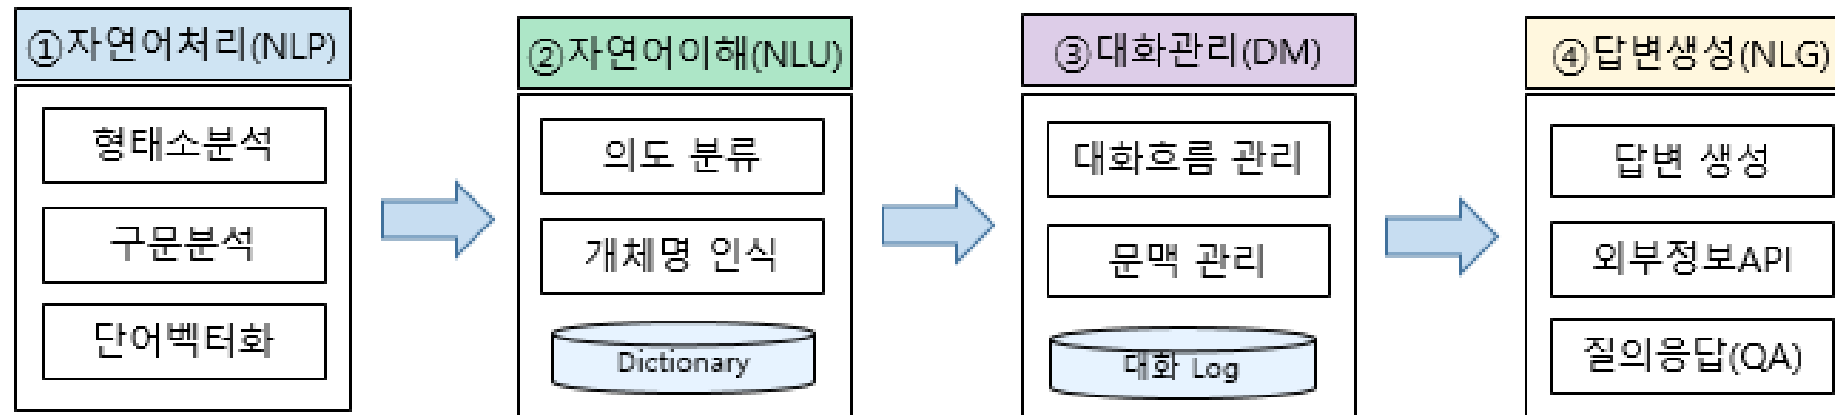 ①자연어처리(NLP)
형태소분석
구문분석
단어벡터화
②자연어이해(NLU)
의도 분류
개체명 인식
Dictionary
③대화관리(DM)
대화흐름 관리
문맥 관리
대화 Log
④답변생성(NLG)
답변 생성
외부정보API
질의응답(QA)